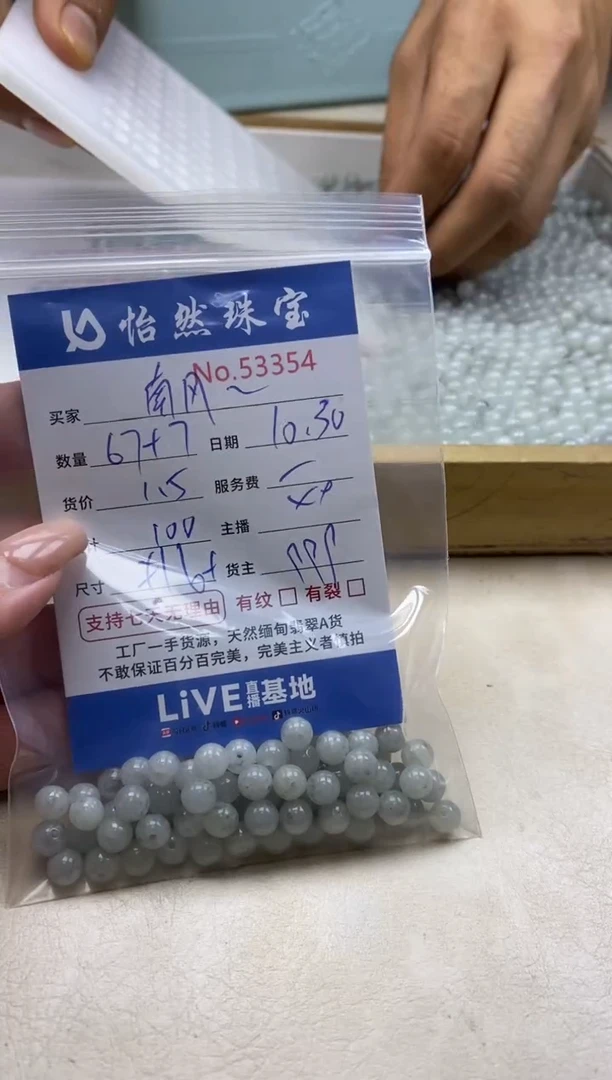 怡然珠宝
No.53354
买家 南风~
数量 67+7 日期 10.30
货价 1.5 服务费
100 主播
尺寸 货主
支持七天无理由 有纹 □ 有裂 □
工厂一手货源，天然缅甸翡翠A货
不敢保证百分百完美，完美主义者慎拍
LiVE 直播 基地